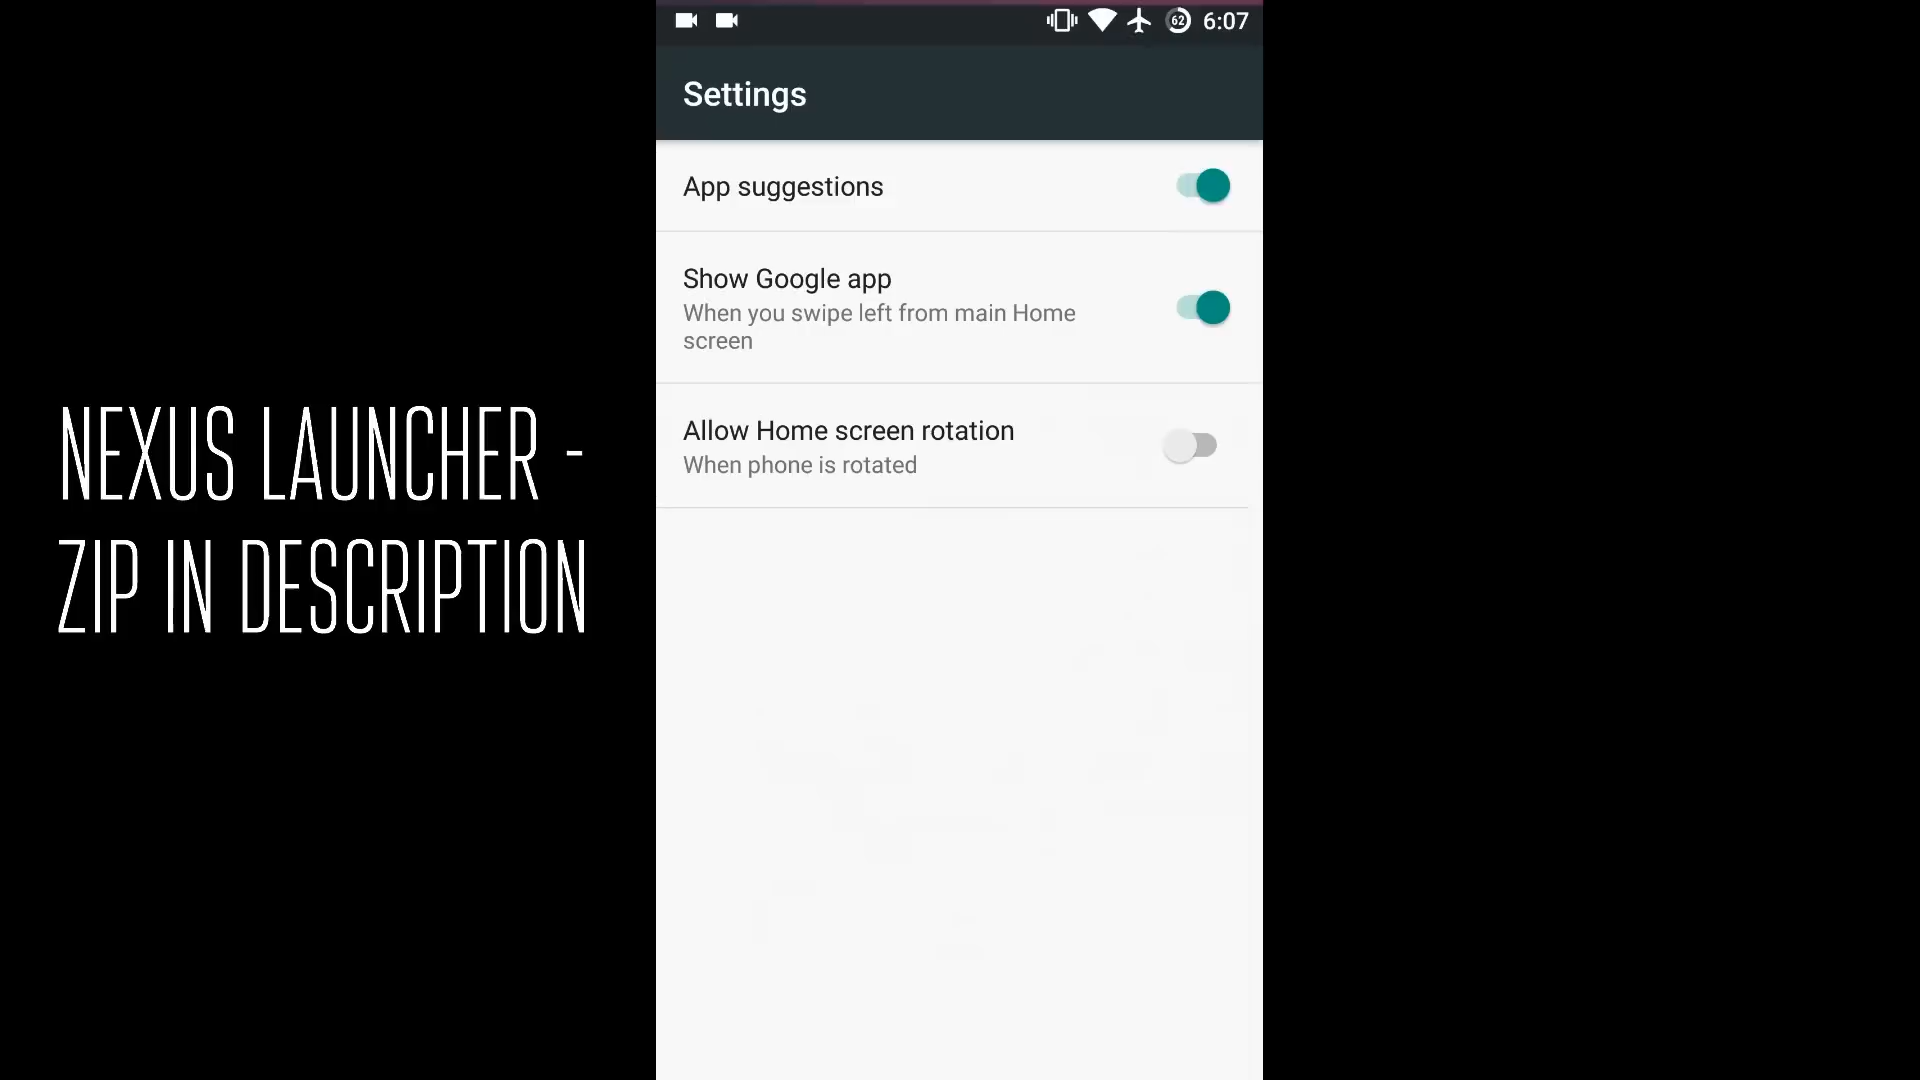 62 6:07
Settings
App suggestions
Show Google app
When you swipe left from main Home
screen
Allow Home screen rotation
When phone is rotated
NEXUS LAUNCHER -
ZIP IN DESCRIPTION